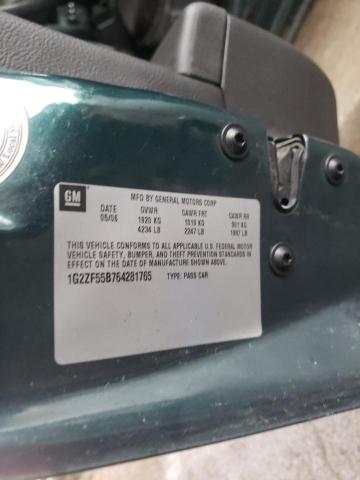 GM
MFD BY GENERAL MOTORS CORP
DATE GVWR GAWR FRT GAWR RR
05/06 1920 KG 1019 KG 901 KG
4234 LB 2247 LB 1987 LB
THIS VEHICLE CONFORMS TO ALL APPLICABLE U.S. FEDERAL MOTOR
VEHICLE SAFETY, BUMPER, AND THEFT PREVENTION STANDARDS IN
EFFECT ON THE DATE OF MANUFACTURE SHOWN ABOVE.
1G2ZF55B764281765 TYPE: PASS CAR